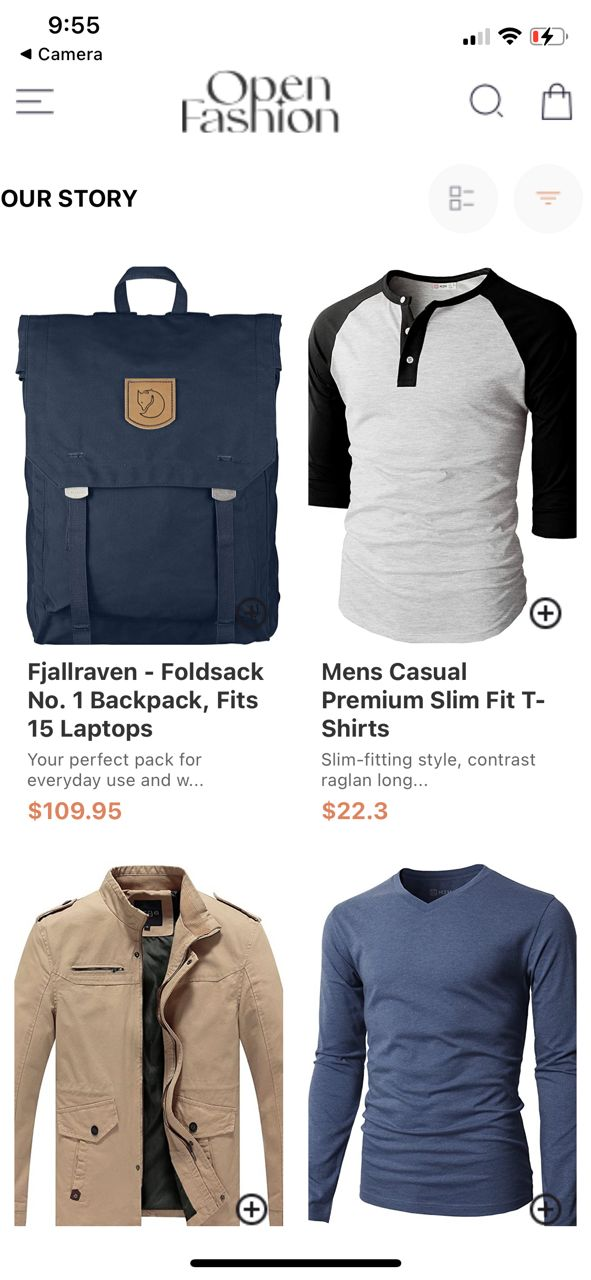 9:55
Camera
Open
Fashion
OUR STORY
Fjallraven - Foldsack
No. 1 Backpack, Fits
15 Laptops
Your perfect pack for
everyday use and w...
$109.95
Mens Casual
Premium Slim Fit T-
Shirts
Slim-fitting style, contrast
raglan long...
$22.3